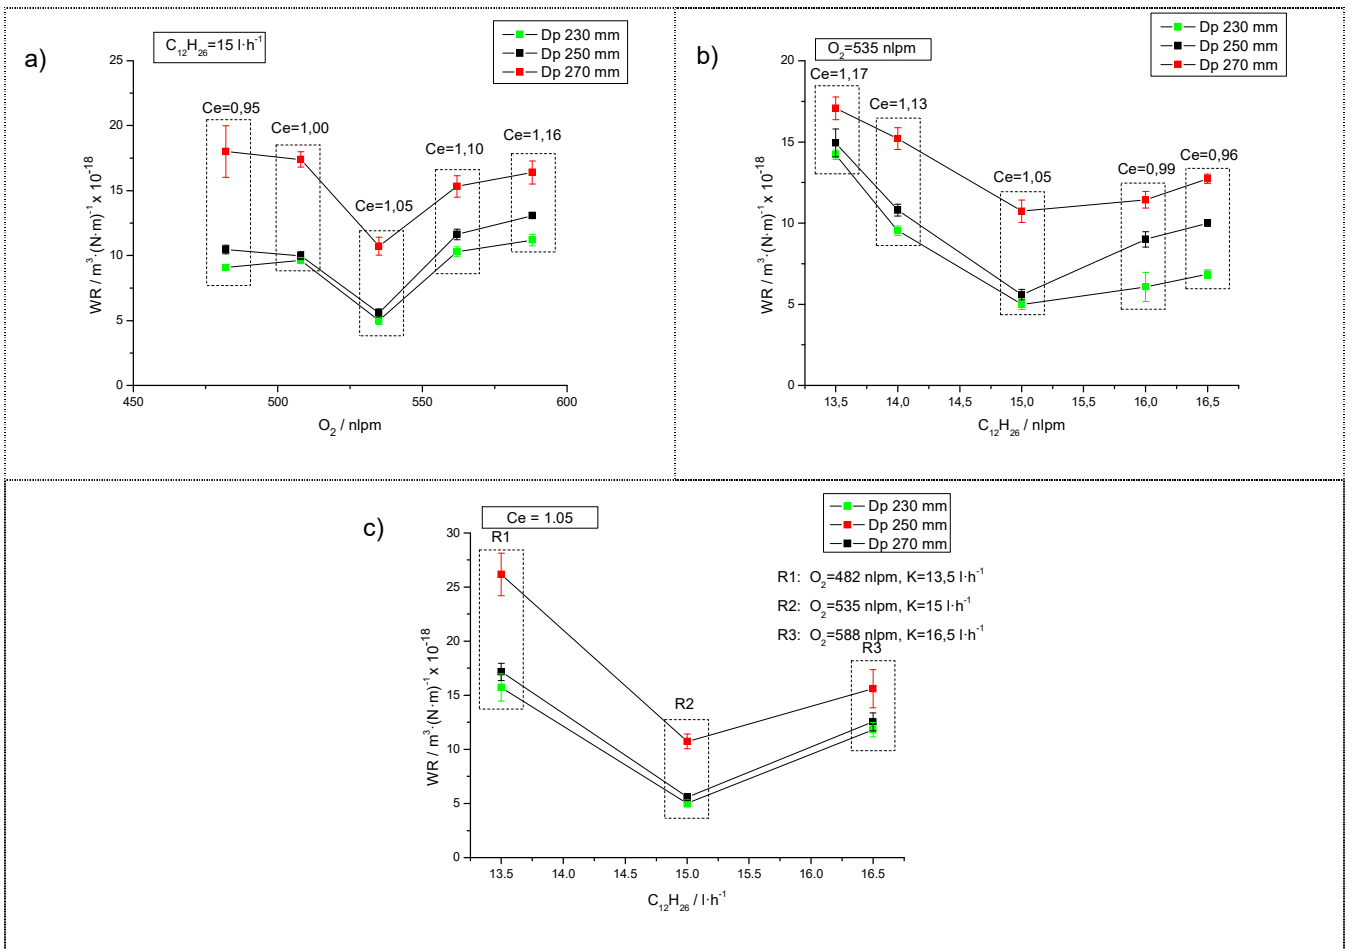 a)
C₁₂H₂₆=15 l·h⁻¹
Dp 230 mm
Dp 250 mm
Dp 270 mm
Ce=0,95
Ce=1,00
Ce=1,05
Ce=1,10
Ce=1,16
25
20
15
10
5
0
WR / m³·(N·m)⁻¹ x 10⁻¹⁸
450
500
550
600
O₂ / nlpm
b)
O₂=535 nlpm
Dp 230 mm
Dp 250 mm
Dp 270 mm
Ce=1,17
Ce=1,13
Ce=1,05
Ce=0,99
Ce=0,96
20
15
10
5
0
WR / m³·(N·m)⁻¹ x 10⁻¹⁸
13,5
14,0
14,5
15,0
15,5
16,0
16,5
C₁₂H₂₆ / nlpm
c)
Ce = 1.05
Dp 230 mm
Dp 250 mm
Dp 270 mm
R1: O₂=482 nlpm, K=13,5 l·h⁻¹
R2: O₂=535 nlpm, K=15 l·h⁻¹
R3: O₂=588 nlpm, K=16,5 l·h⁻¹
R1
R2
R3
30
25
20
15
10
5
0
WR / m³·(N·m)⁻¹ x 10⁻¹⁸
13.5
14.0
14.5
15.0
15.5
16.0
16.5
C₁₂H₂₆ / l·h⁻¹